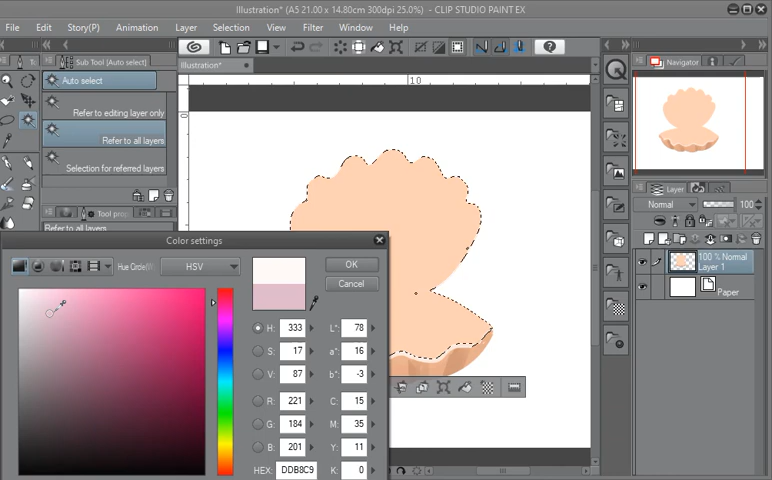 Illustration* (A5 21.00 x 14.80cm 300dpi 25.0%) - CLIP STUDIO PAINT EX
File Edit Story(P) Animation Layer Selection View Filter Window Help
Sub Tool [Auto select]
Illustration*
Navigator
Auto select
10
0
Refer to editing layer only
Refer to all layers
Selection for referred layers
Layer
Normal 100
Tool prop
Refer to all layers
100 % Normal
Layer 1
Paper
Color settings
HSV
OK
Cancel
H: 333 L*: 78
S: 17 a*: 16
V: 87 b*: -3
R: 221 C: 15
G: 184 M: 35
B: 201 Y: 11
HEX: DDB8C9 K: 0